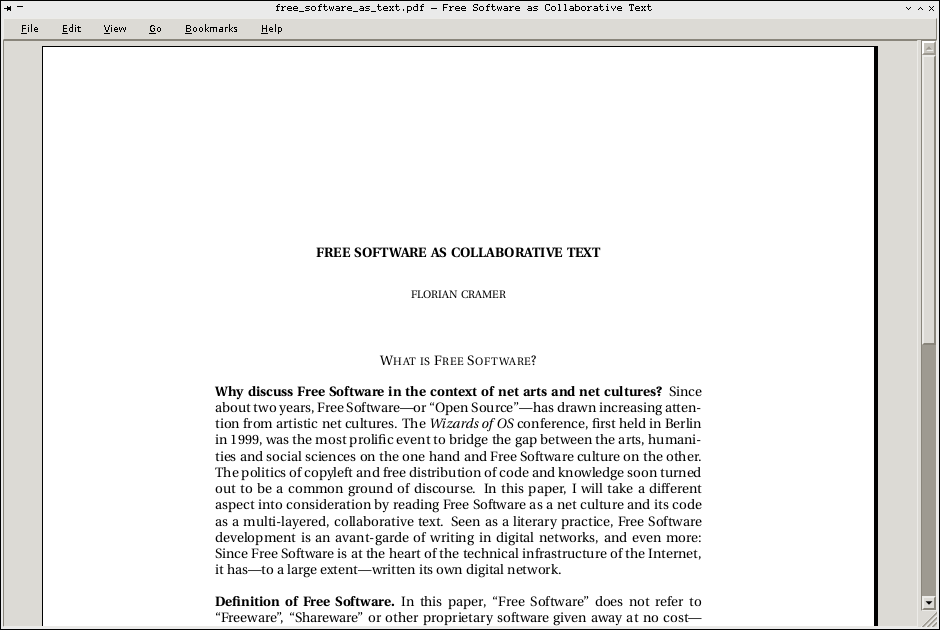 free_software_as_text.pdf – Free Software as Collaborative Text
File Edit View Go Bookmarks Help
FREE SOFTWARE AS COLLABORATIVE TEXT
FLORIAN CRAMER
WHAT IS FREE SOFTWARE?
Why discuss Free Software in the context of net arts and net cultures? Since
about two years, Free Software—or “Open Source”—has drawn increasing atten-
tion from artistic net cultures. The Wizards of OS conference, first held in Berlin
in 1999, was the most prolific event to bridge the gap between the arts, humani-
ties and social sciences on the one hand and Free Software culture on the other.
The politics of copyleft and free distribution of code and knowledge soon turned
out to be a common ground of discourse. In this paper, I will take a different
aspect into consideration by reading Free Software as a net culture and its code
as a multi-layered, collaborative text. Seen as a literary practice, Free Software
development is an avant-garde of writing in digital networks, and even more:
Since Free Software is at the heart of the technical infrastructure of the Internet,
it has—to a large extent—written its own digital network.
Definition of Free Software. In this paper, “Free Software” does not refer to
“Freeware”, “Shareware” or other proprietary software given away at no cost—